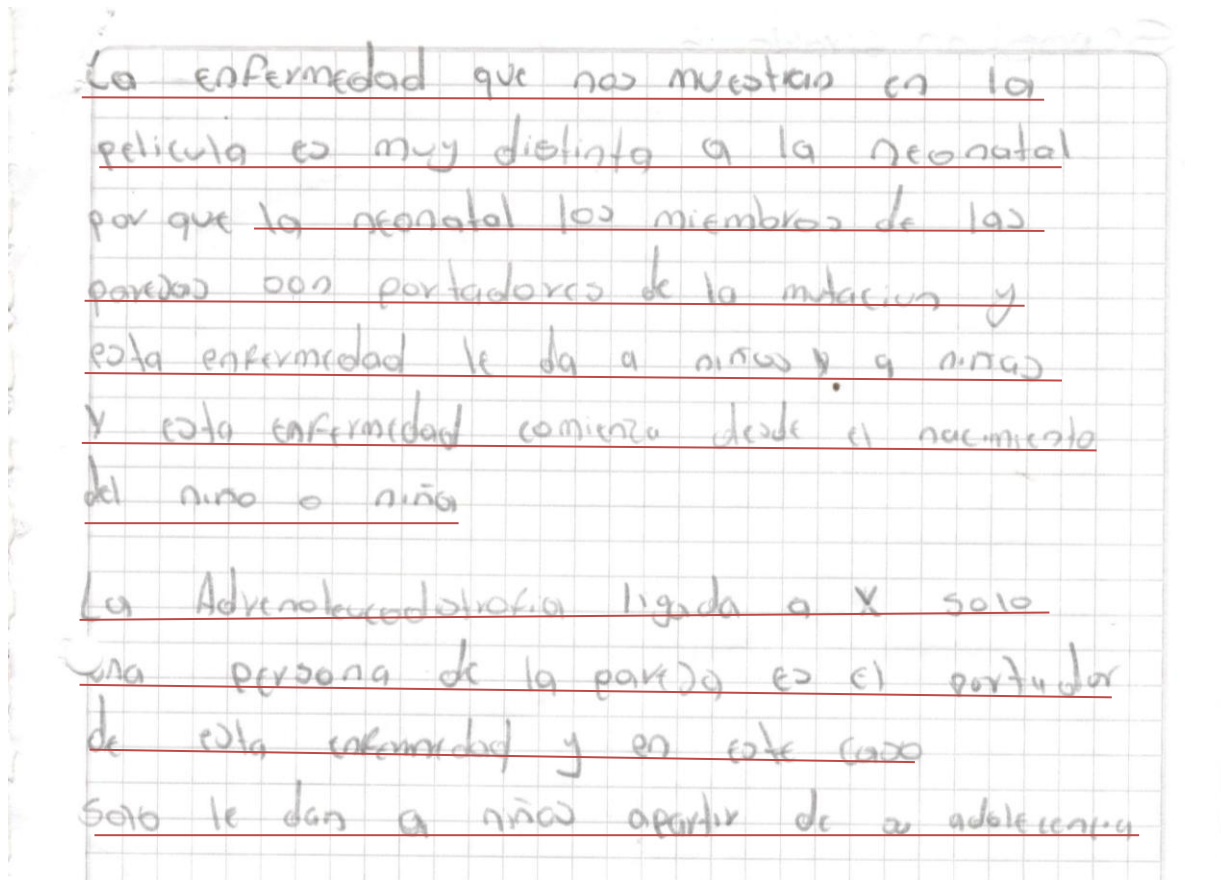 La enfermedad que nos muestran en la
pelicula es muy distinta a la neonatal
por que la neonatal los miembros de las
parejas son portadores de la mutacion y
esta enfermedad le da a niños y a niñas
y esta enfermedad comienza desde el nacimiento
del niño o niña
La Adrenoleucodistrofia ligada a X solo
una persona de la pareja es el portador
de esta enfermedad y en este caso
solo le dan a niños apartir de adolecencia